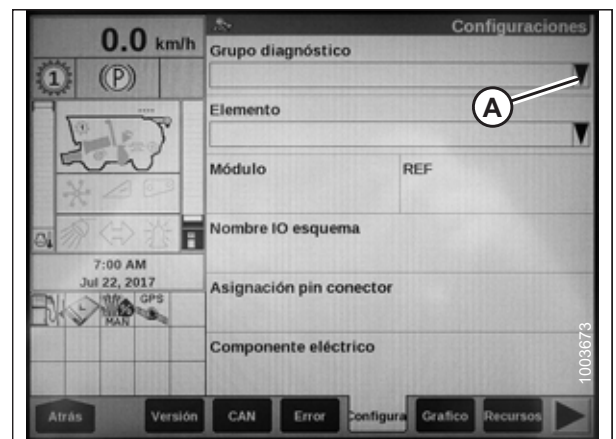 0.0 km/h
1
(P)
7:00 AM
Jul 22, 2017
L
MAN
GPS
Configuraciones
Grupo diagnóstico
A
Elemento
Módulo REF
Nombre IO esquema
Asignación pin conector
Componente eléctrico
1003673
Atrás Versión CAN Error Configura Grafico Recursos